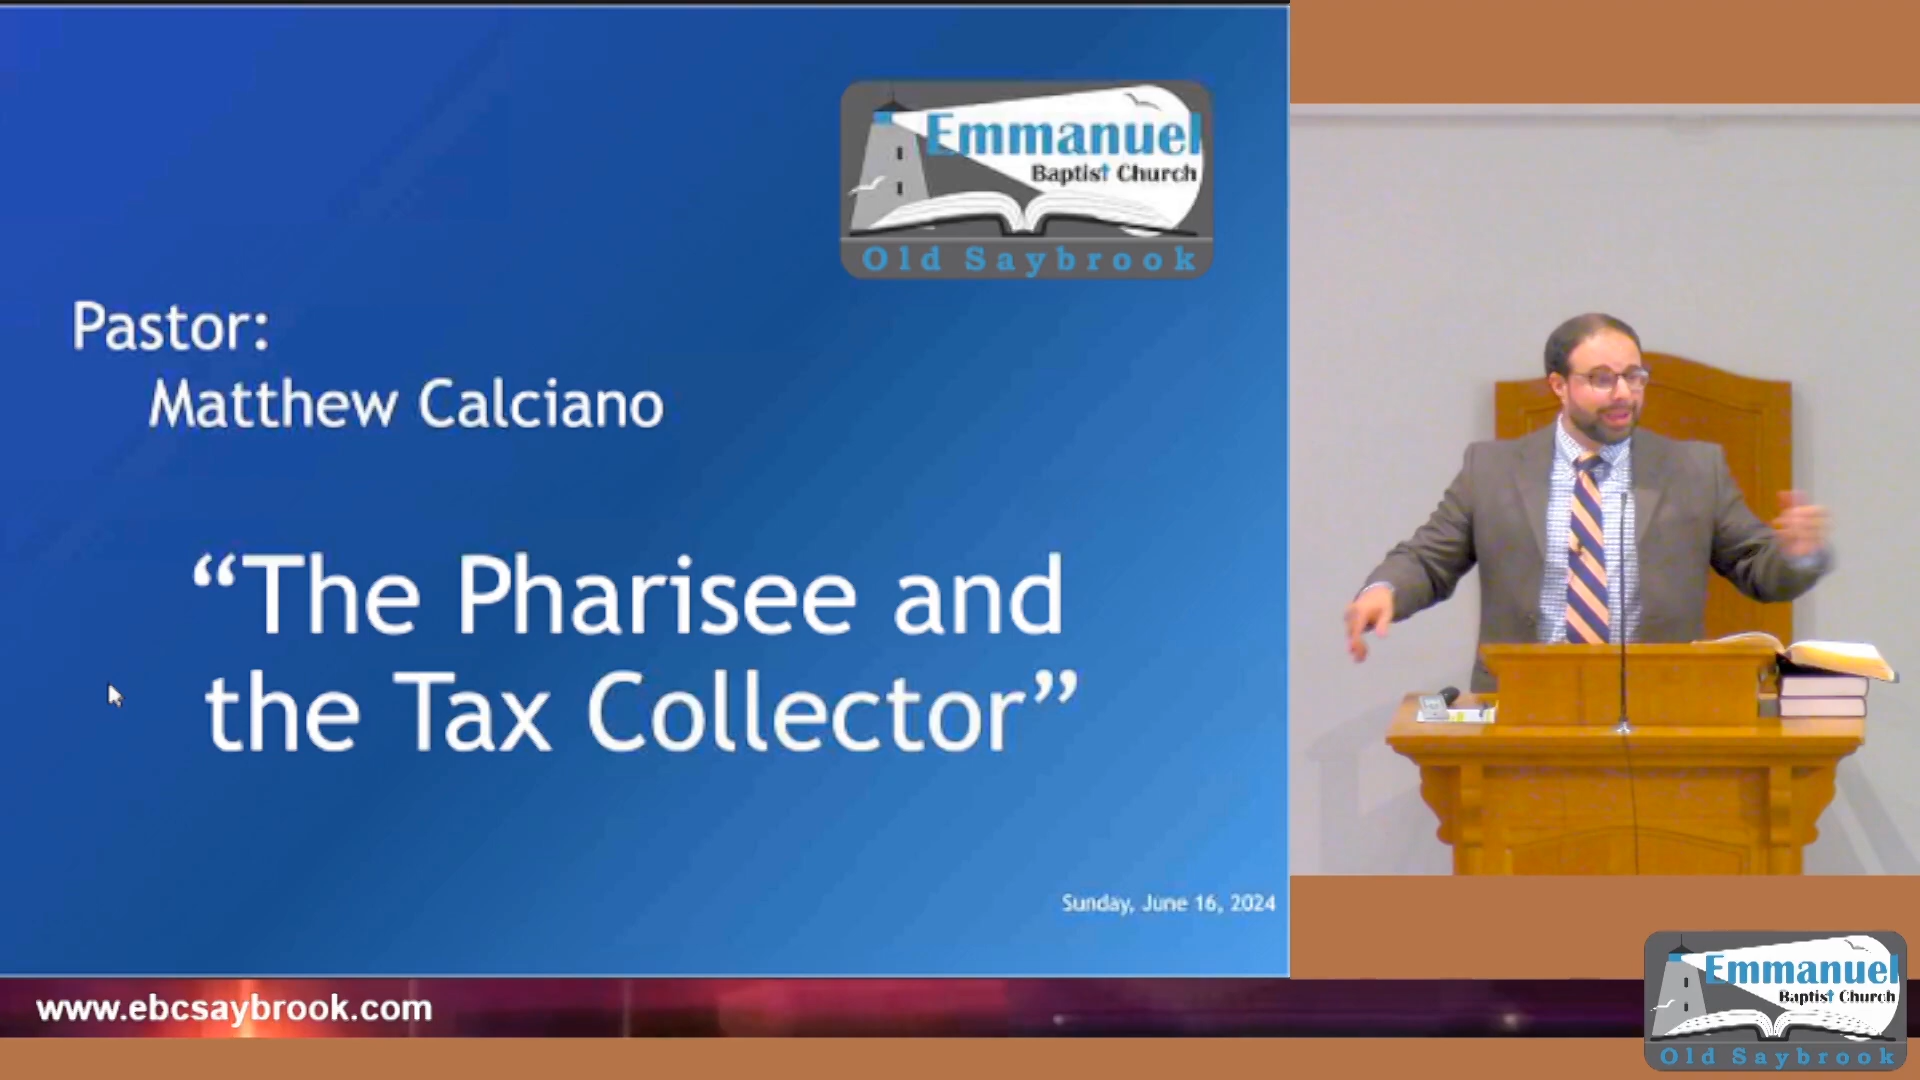 Emmanuel
Baptist Church
Old Saybrook
Pastor:
Matthew Calciano
“The Pharisee and
the Tax Collector”
Sunday, June 16, 2024
www.ebcsaybrook.com
Emmanuel
Baptist Church
Old Saybrook